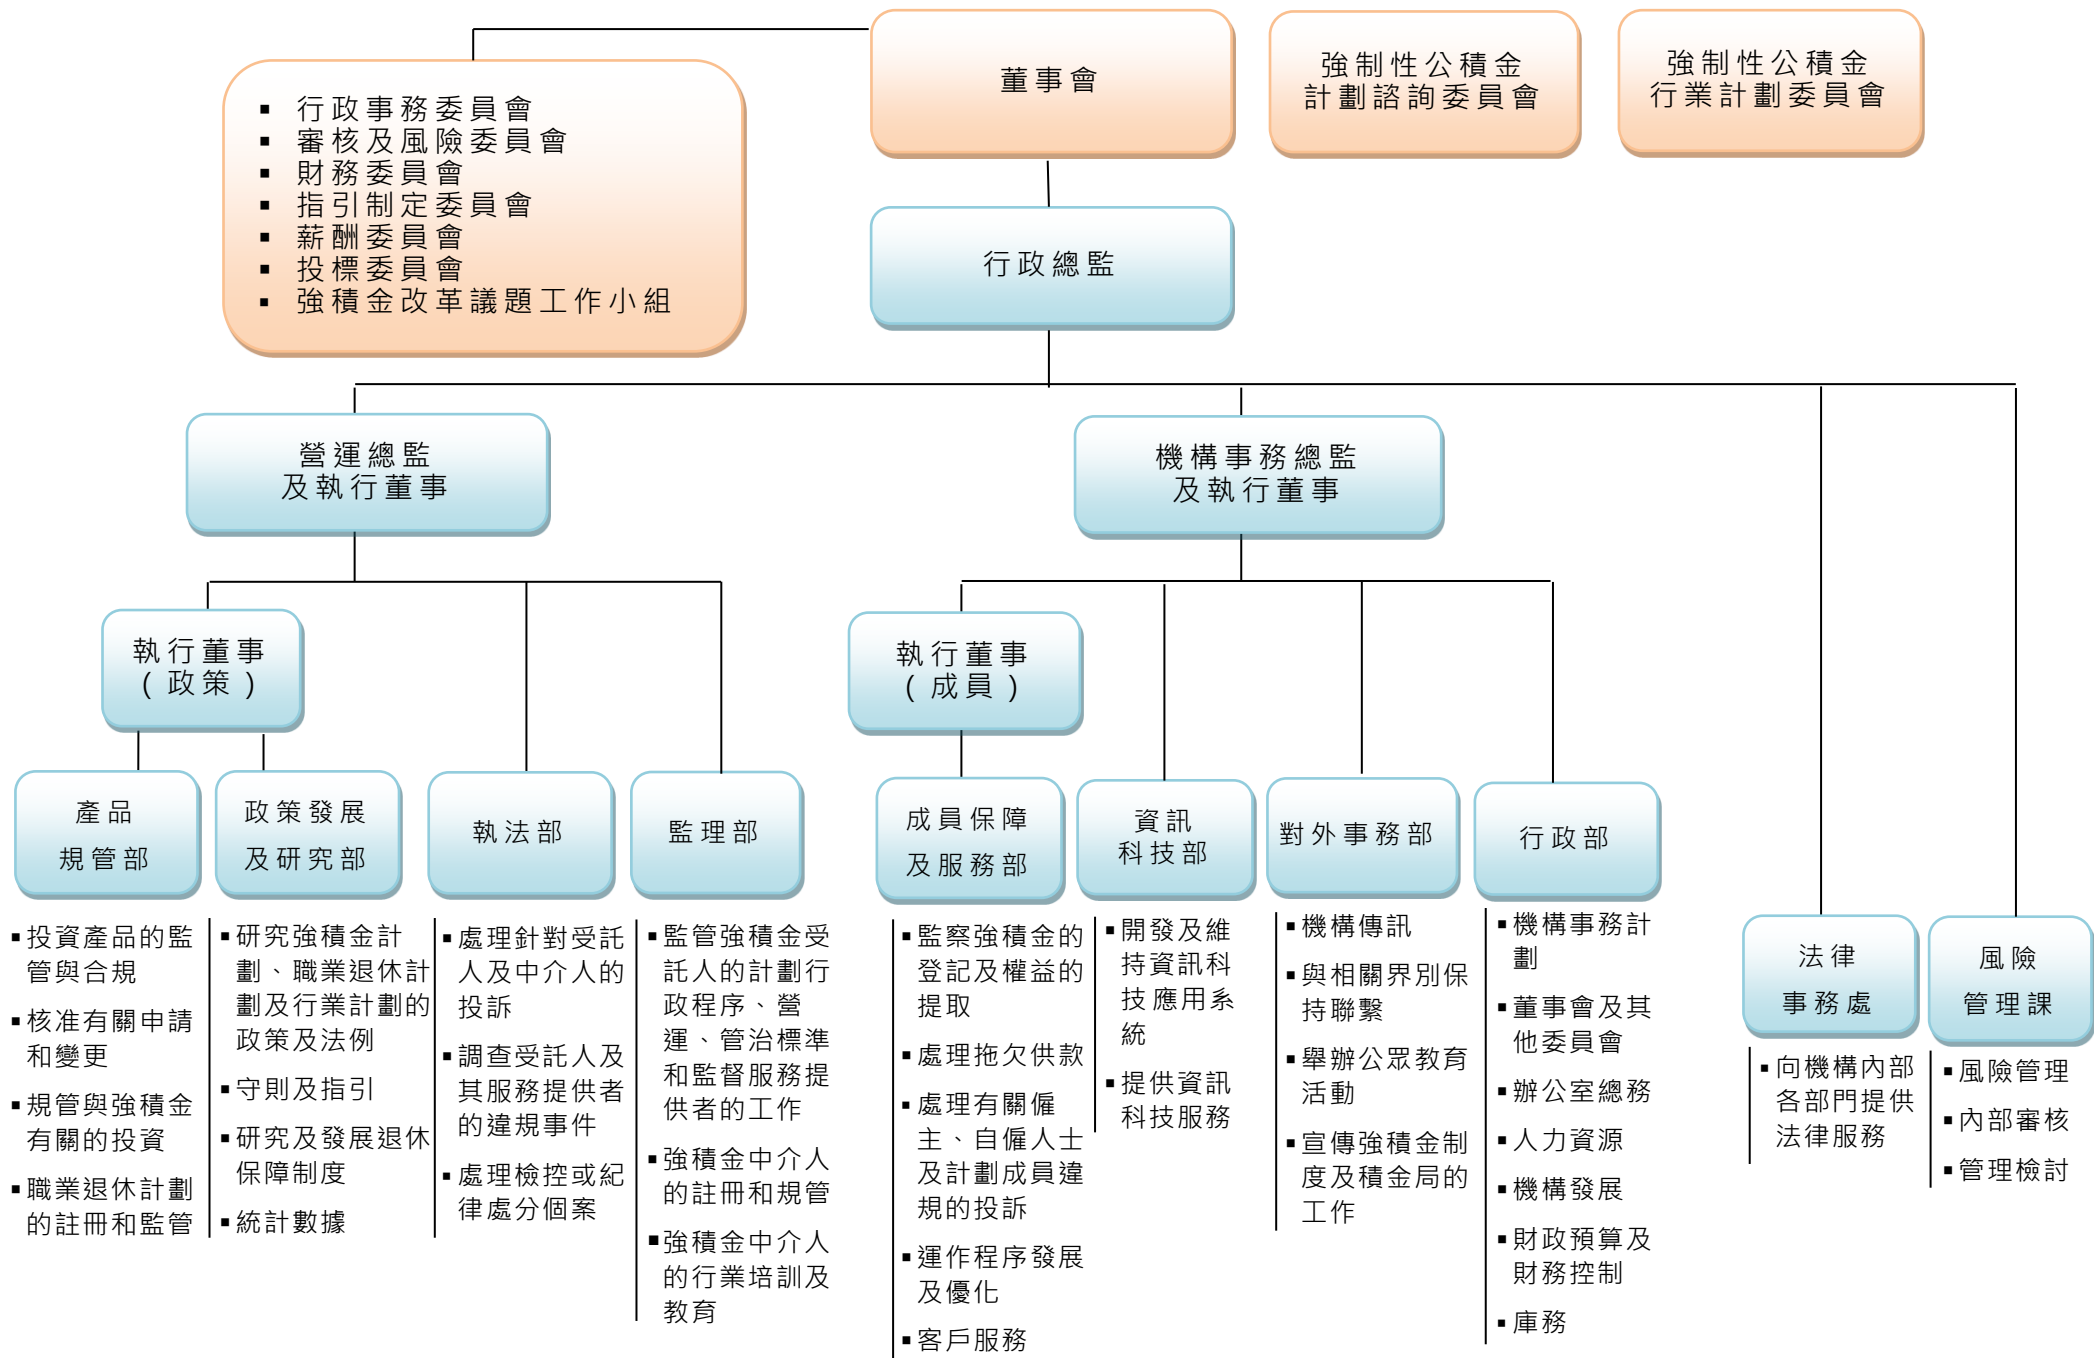 董事會
強制性公積金
計劃諮詢委員會
強制性公積金
行業計劃委員會
▪ 行政事務委員會
▪ 審核及風險委員會
▪ 財務委員會
▪ 指引制定委員會
▪ 薪酬委員會
▪ 投標委員會
▪ 強積金改革議題工作小組
行政總監
營運總監
及執行董事
機構事務總監
及執行董事
執行董事
(政策)
執行董事
(成員)
產品
規管部
政策發展
及研究部
執法部
監理部
成員保障
及服務部
資訊
科技部
對外事務部
行政部
法律
事務處
風險
管理課
▪投資產品的監
管與合規
▪核准有關申請
和變更
▪規管與強積金
有關的投資
▪職業退休計劃
的註冊和監管
▪研究強積金計
劃、職業退休計
劃及行業計劃的
政策及法例
▪守則及指引
▪研究及發展退休
保障制度
▪統計數據
▪處理針對受託
人及中介人的
投訴
▪調查受託人及
其服務提供者
的違規事件
▪處理檢控或紀
律處分個案
▪監管強積金受
託人的計劃行
政程序、營
運、管治標準
和監督服務提
供者的工作
▪強積金中介人
的註冊和規管
▪強積金中介人
的行業培訓及
教育
▪監察強積金的
登記及權益的
提取
▪處理拖欠供款
▪處理有關僱
主、自僱人士
及計劃成員違
規的投訴
▪運作程序發展
及優化
▪客戶服務
▪開發及維
持資訊科
技應用系
統
▪提供資訊
科技服務
▪機構傳訊
▪與相關界別保
持聯繫
▪舉辦公眾教育
活動
▪宣傳強積金制
度及積金局的
工作
▪機構事務計
劃
▪董事會及其
他委員會
▪辦公室總務
▪人力資源
▪機構發展
▪財政預算及
財務控制
▪庫務
▪向機構內部
各部門提供
法律服務
▪風險管理
▪內部審核
▪管理檢討